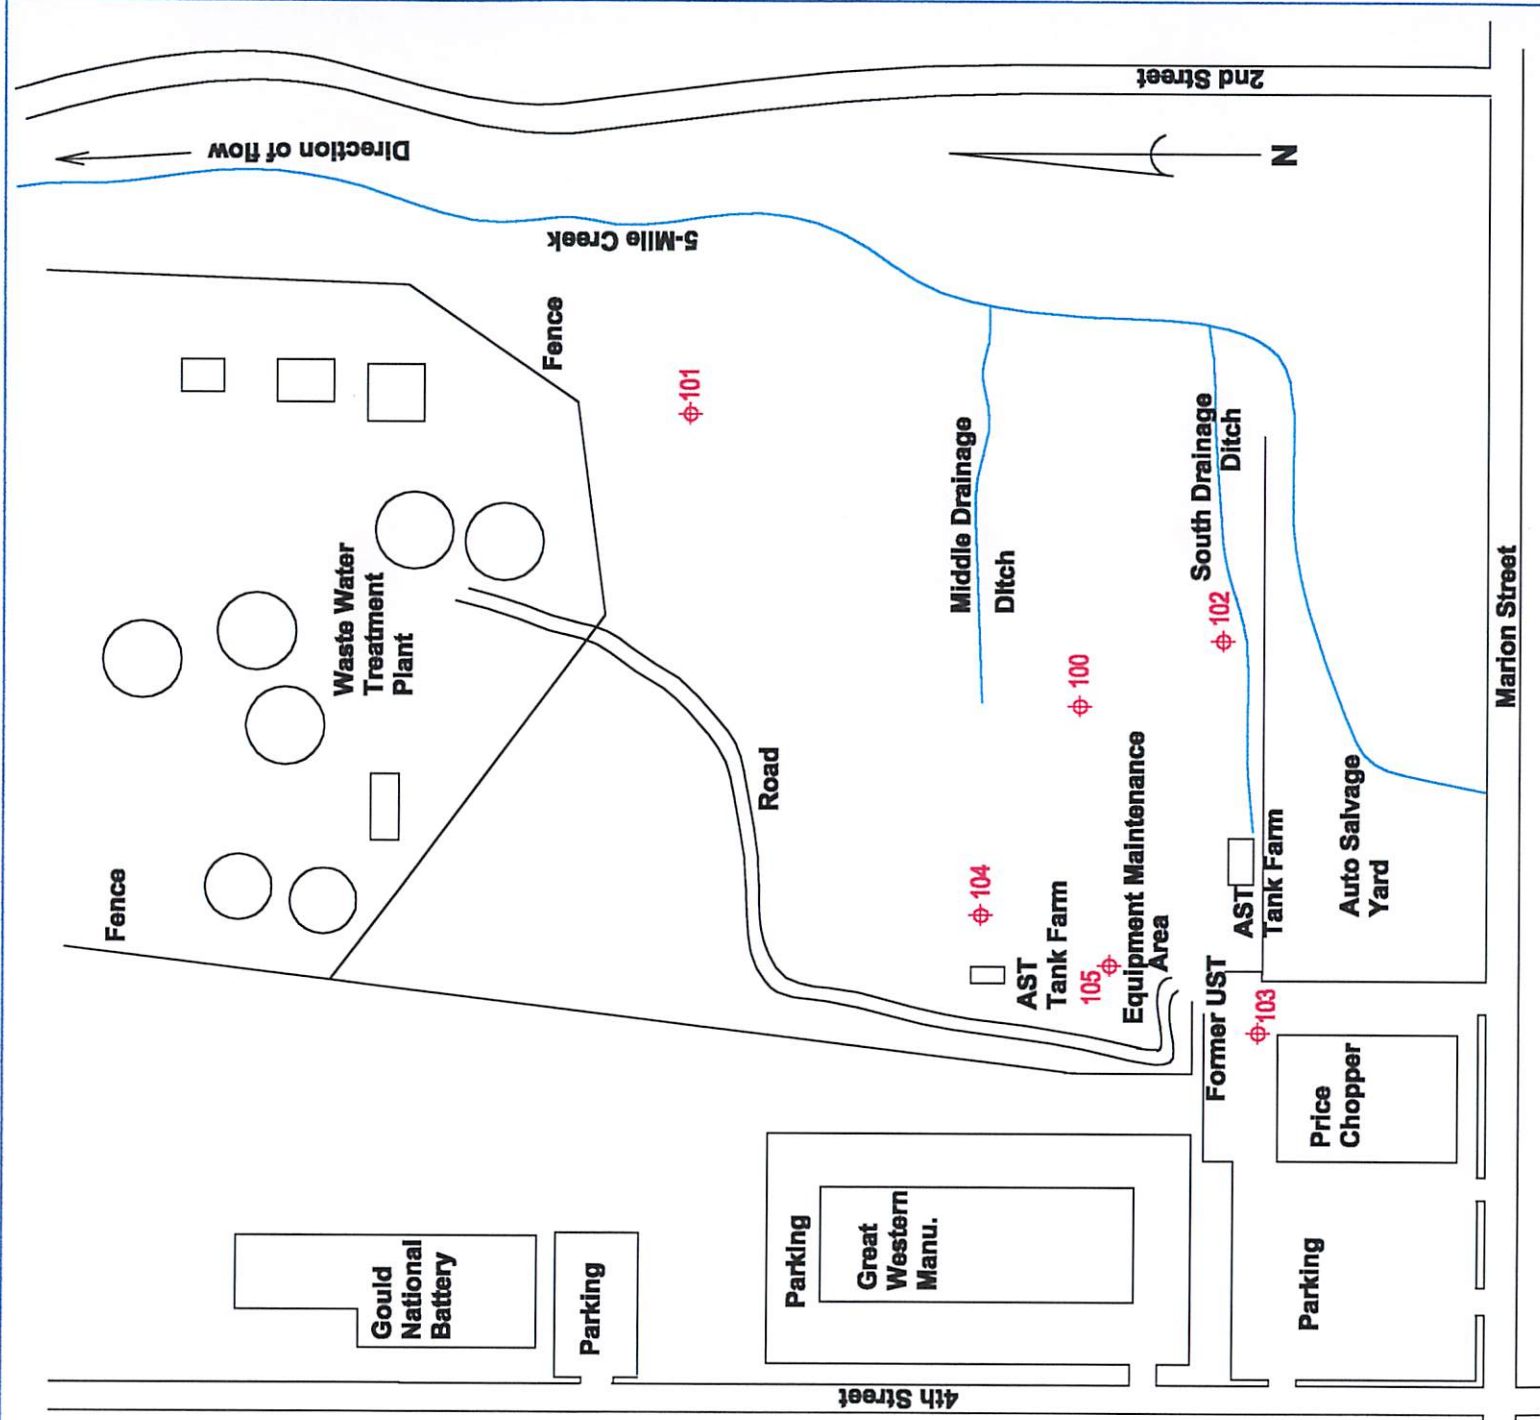 2nd Street
Direction of flow
N
5-Mile Creek
Fence
101
Waste Water
Treatment
Plant
Middle Drainage
Ditch
South Drainage
Ditch
102
100
Road
Marion Street
Fence
104
AST
Tank Farm
105
Equipment Maintenance
Area
AST
Tank Farm
Auto Salvage
Yard
Former UST
103
Price
Chopper
Gould
National
Battery
Parking
Parking
Great
Western
Manu.
Parking
4th Street